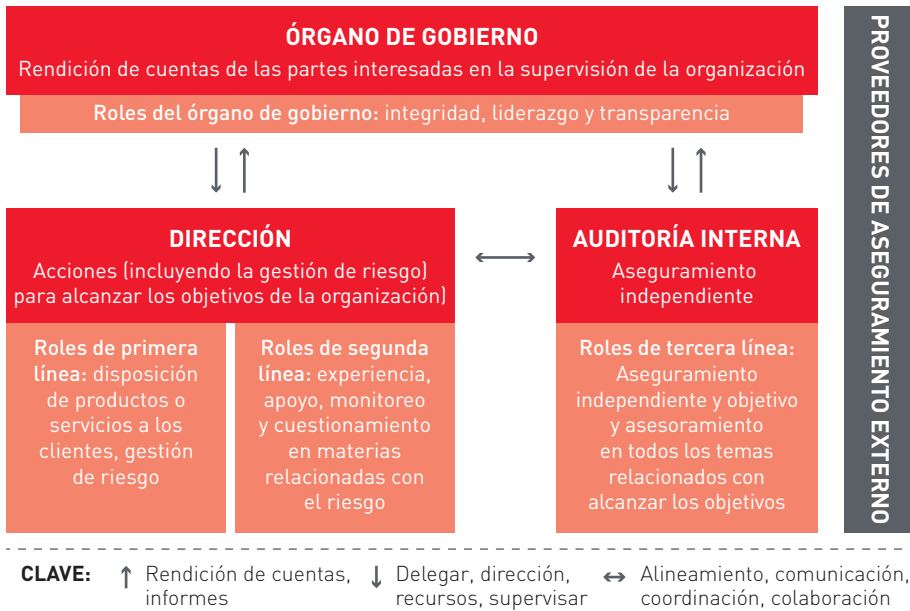 ÓRGANO DE GOBIERNO
Rendición de cuentas de las partes interesadas en la supervisión de la organización
Roles del órgano de gobierno: integridad, liderazgo y transparencia
DIRECCIÓN
Acciones (incluyendo la gestión de riesgo)
para alcanzar los objetivos de la organización)
Roles de primera
línea: disposición
de productos o
servicios a los
clientes, gestión
de riesgo
Roles de segunda
línea: experiencia,
apoyo, monitoreo
y cuestionamiento
en materias
relacionadas con
el riesgo
AUDITORÍA INTERNA
Aseguramiento
independiente
Roles de tercera línea:
Aseguramiento
independiente y objetivo
y asesoramiento
en todos los temas
relacionados con
alcanzar los objetivos
PROVEEDORES DE ASEGURAMIENTO EXTERNO
CLAVE: ↑ Rendición de cuentas, ↓ Delegar, dirección, ↔ Alineamiento, comunicación,
informes recursos, supervisar coordinación, colaboración